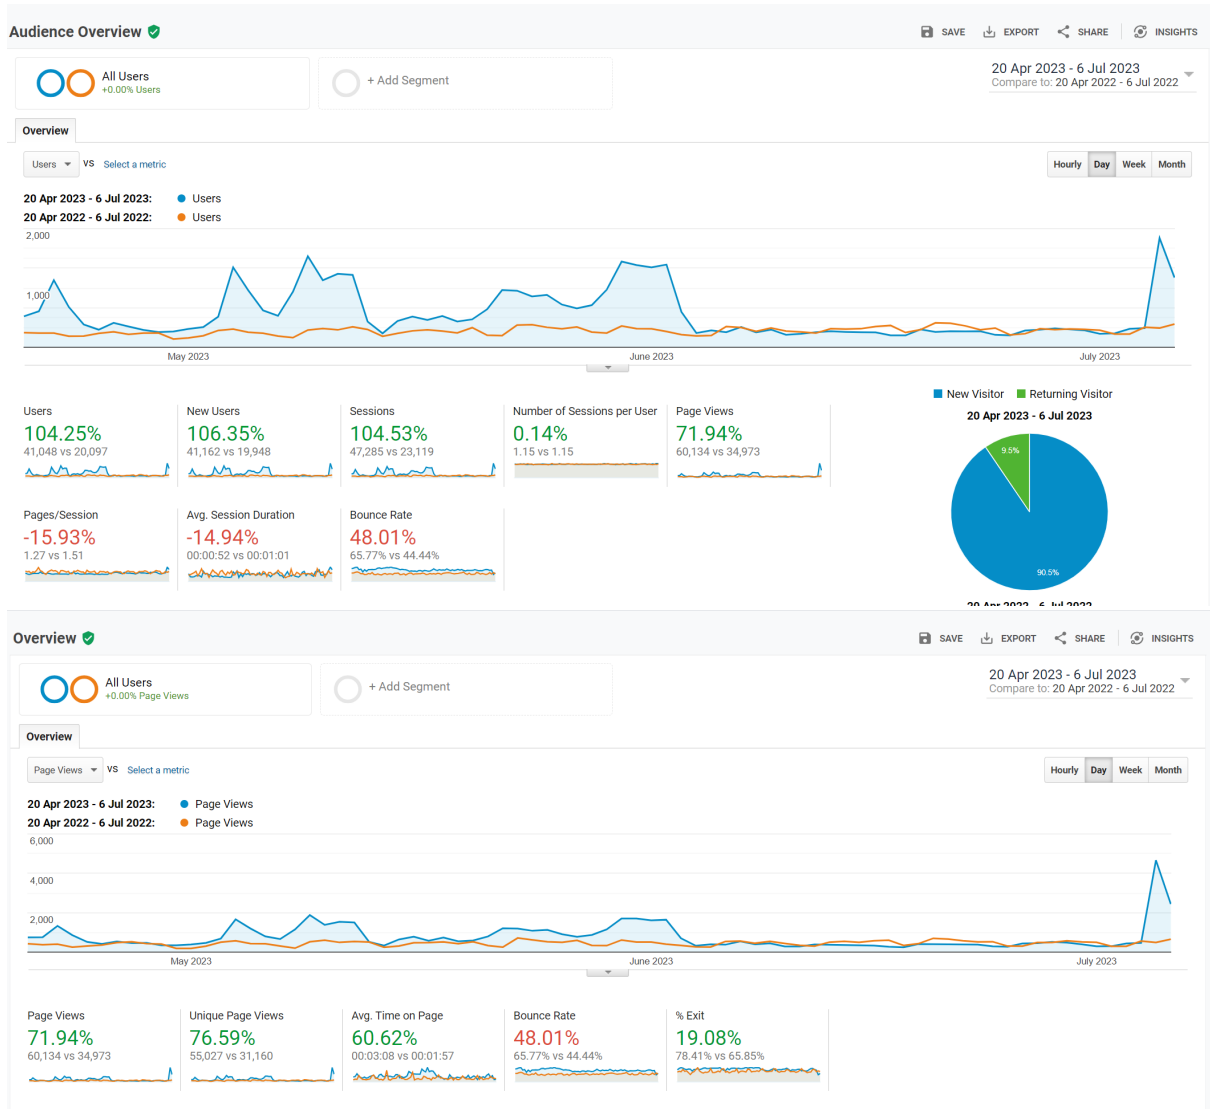 Audience Overview
SAVE EXPORT SHARE INSIGHTS
All Users
+0.00% Users
+ Add Segment
20 Apr 2023 - 6 Jul 2023
Compare to: 20 Apr 2022 - 6 Jul 2022
Overview
Users VS Select a metric
Hourly Day Week Month
20 Apr 2023 - 6 Jul 2023: Users
20 Apr 2022 - 6 Jul 2022: Users
2,000
1,000
May 2023 June 2023 July 2023
Users
104.25%
41,048 vs 20,097
New Users
106.35%
41,162 vs 19,948
Sessions
104.53%
47,285 vs 23,119
Number of Sessions per User
0.14%
1.15 vs 1.15
Page Views
71.94%
60,134 vs 34,973
Pages/Session
-15.93%
1.27 vs 1.51
Avg. Session Duration
-14.94%
00:00:52 vs 00:01:01
Bounce Rate
48.01%
65.77% vs 44.44%
New Visitor Returning Visitor
20 Apr 2023 - 6 Jul 2023
9.5%
90.5%
20 Apr 2022 - 6 Jul 2022
Overview
SAVE EXPORT SHARE INSIGHTS
All Users
+0.00% Page Views
+ Add Segment
20 Apr 2023 - 6 Jul 2023
Compare to: 20 Apr 2022 - 6 Jul 2022
Overview
Page Views VS Select a metric
Hourly Day Week Month
20 Apr 2023 - 6 Jul 2023: Page Views
20 Apr 2022 - 6 Jul 2022: Page Views
6,000
4,000
2,000
May 2023 June 2023 July 2023
Page Views
71.94%
60,134 vs 34,973
Unique Page Views
76.59%
55,027 vs 31,160
Avg. Time on Page
60.62%
00:03:08 vs 00:01:57
Bounce Rate
48.01%
65.77% vs 44.44%
% Exit
19.08%
78.41% vs 65.85%